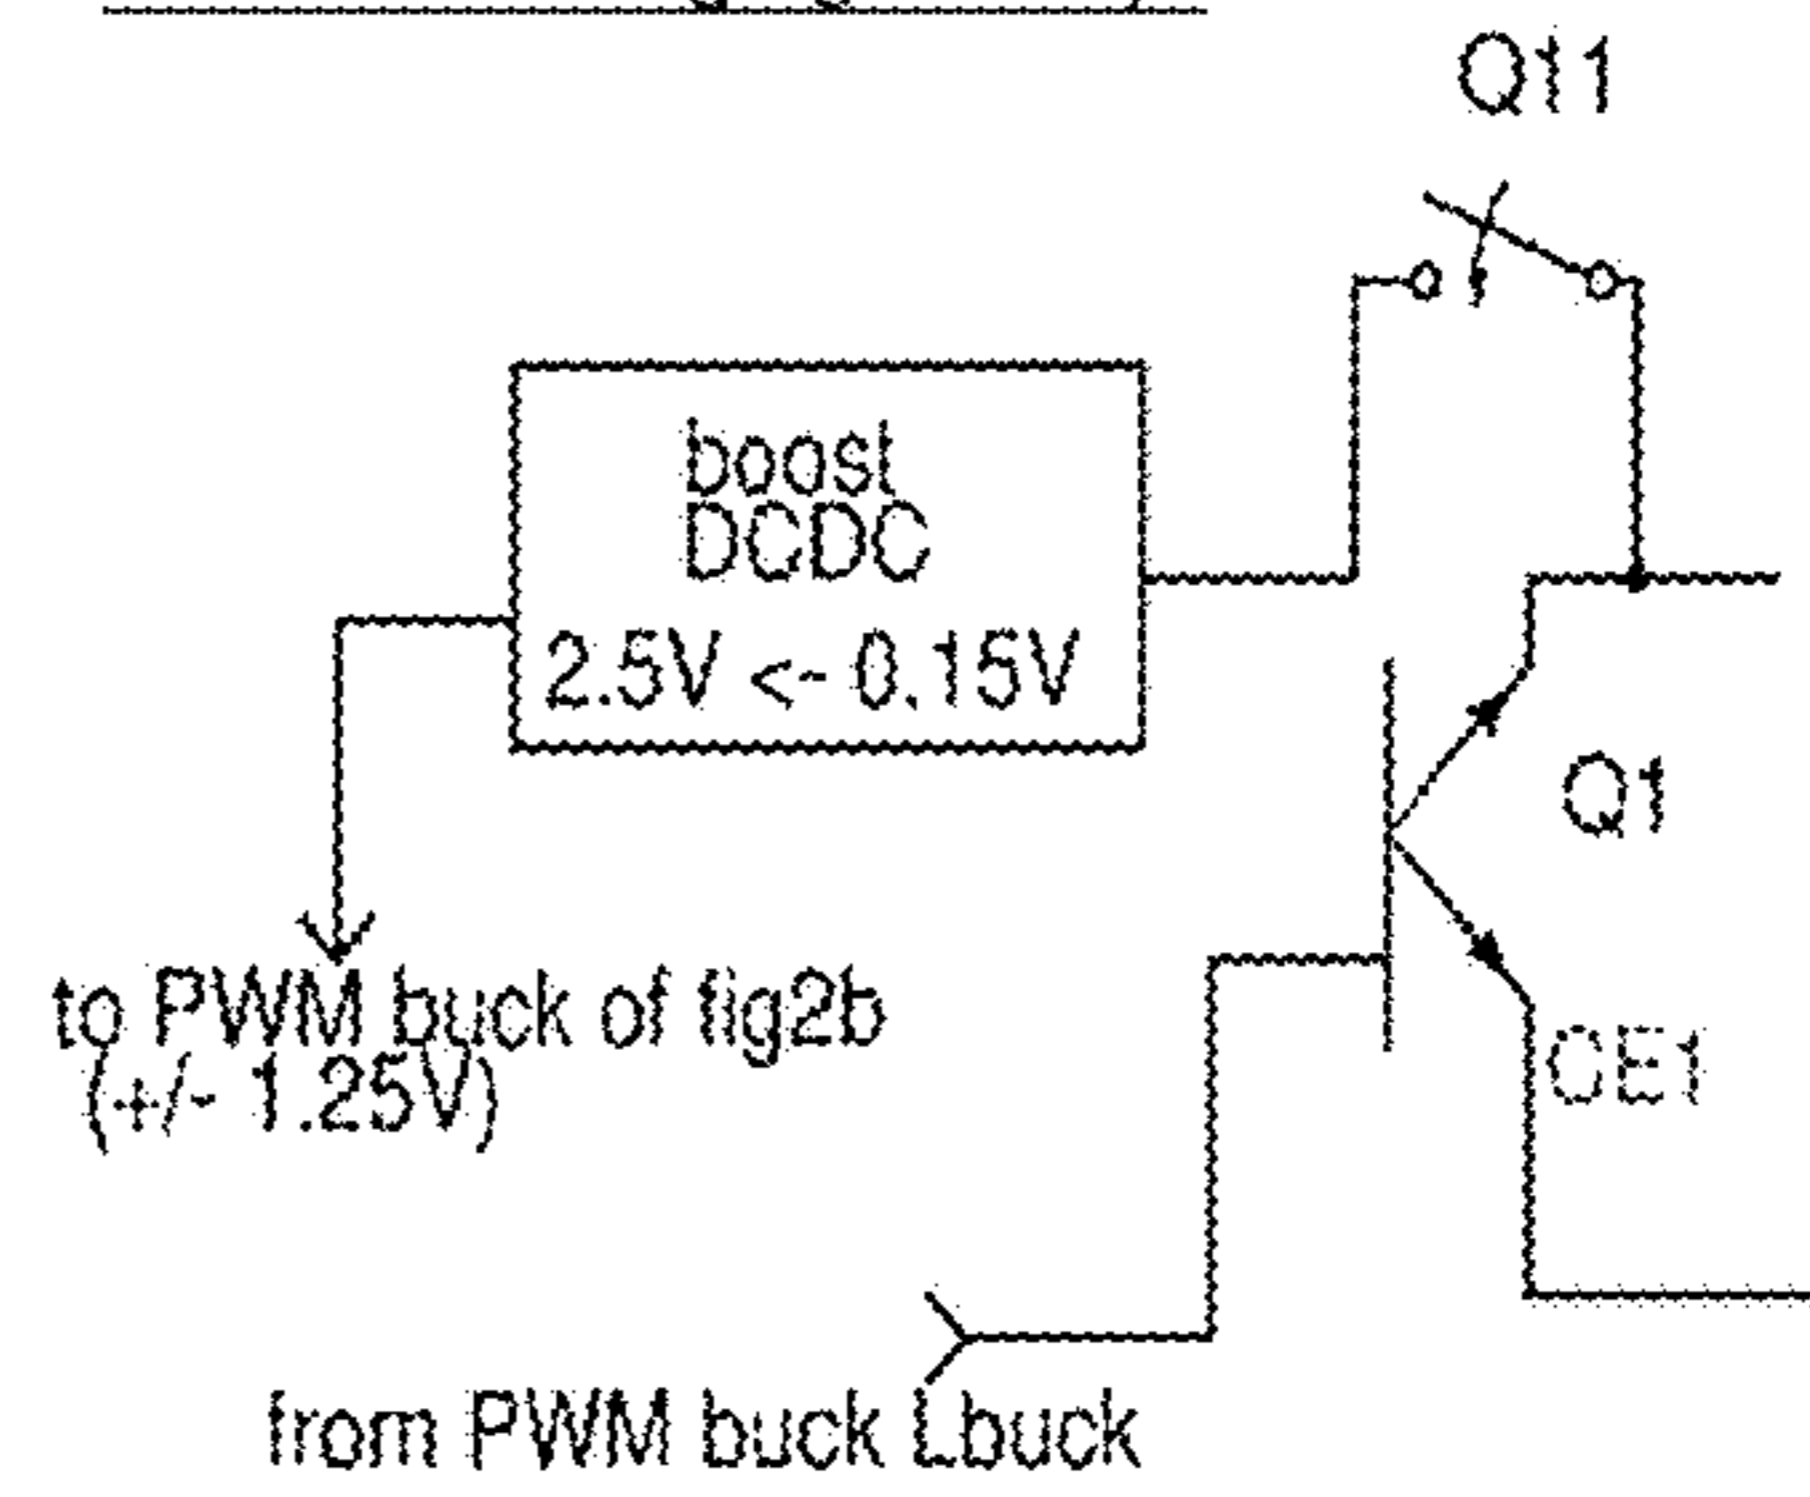 Q11
boost
DCDC
2.5V <- 0.15V
Q1
to PWM buck of fig2b
(+/- 1.25V)
CE1
from PWM buck Lbuck